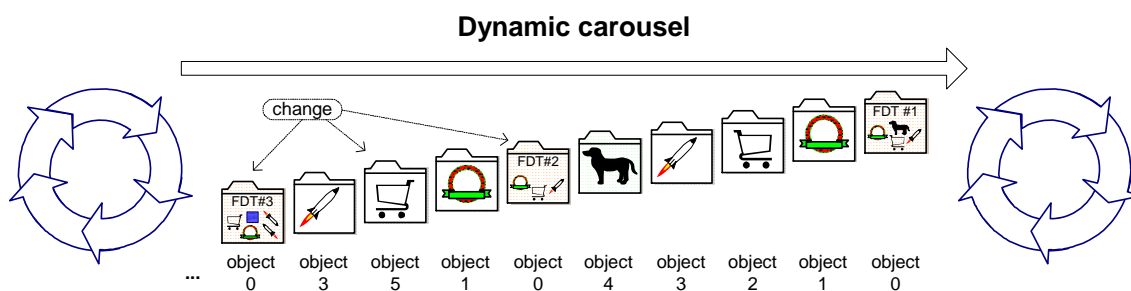 Dynamic carousel
change
FDT #1
FDT#2
FDT#3
... object object object object object object object object object object
0 3 5 1 0 4 3 2 1 0